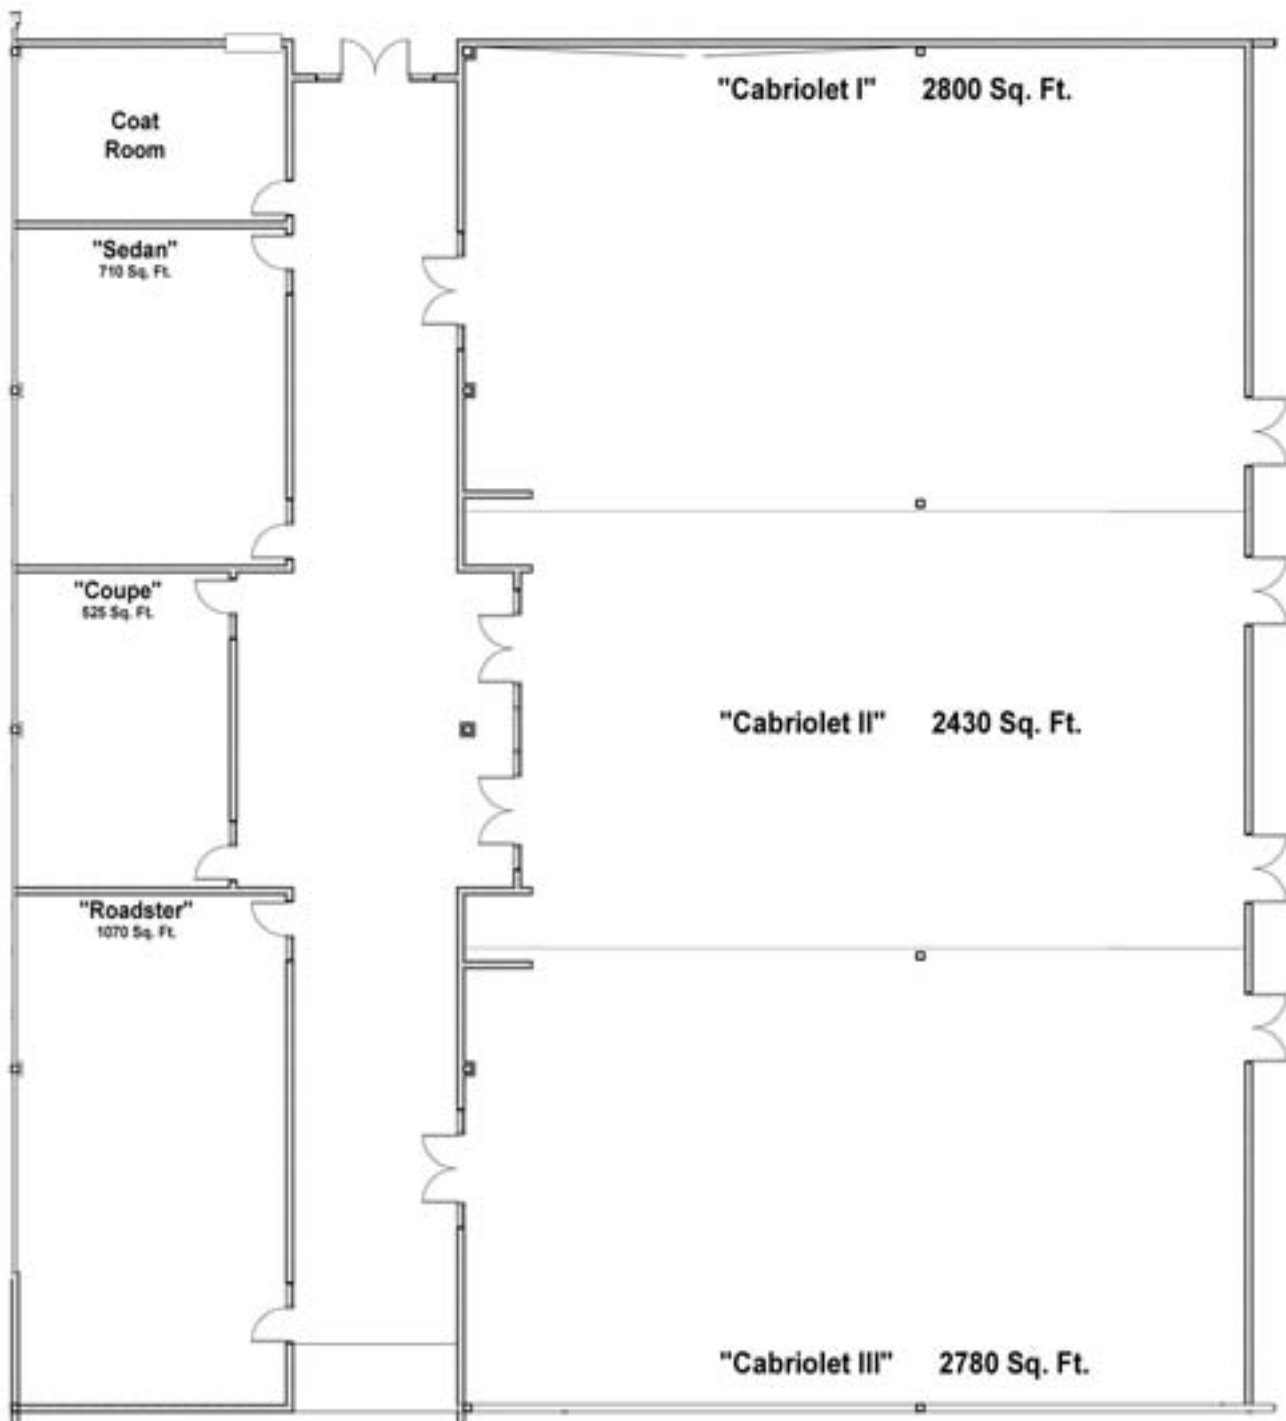 "Cabriolet I" 2800 Sq. Ft.
Coat
Room
"Sedan"
710 Sq. Ft.
"Coupe"
525 Sq. Ft.
"Cabriolet II" 2430 Sq. Ft.
"Roadster"
1070 Sq. Ft.
"Cabriolet III" 2780 Sq. Ft.